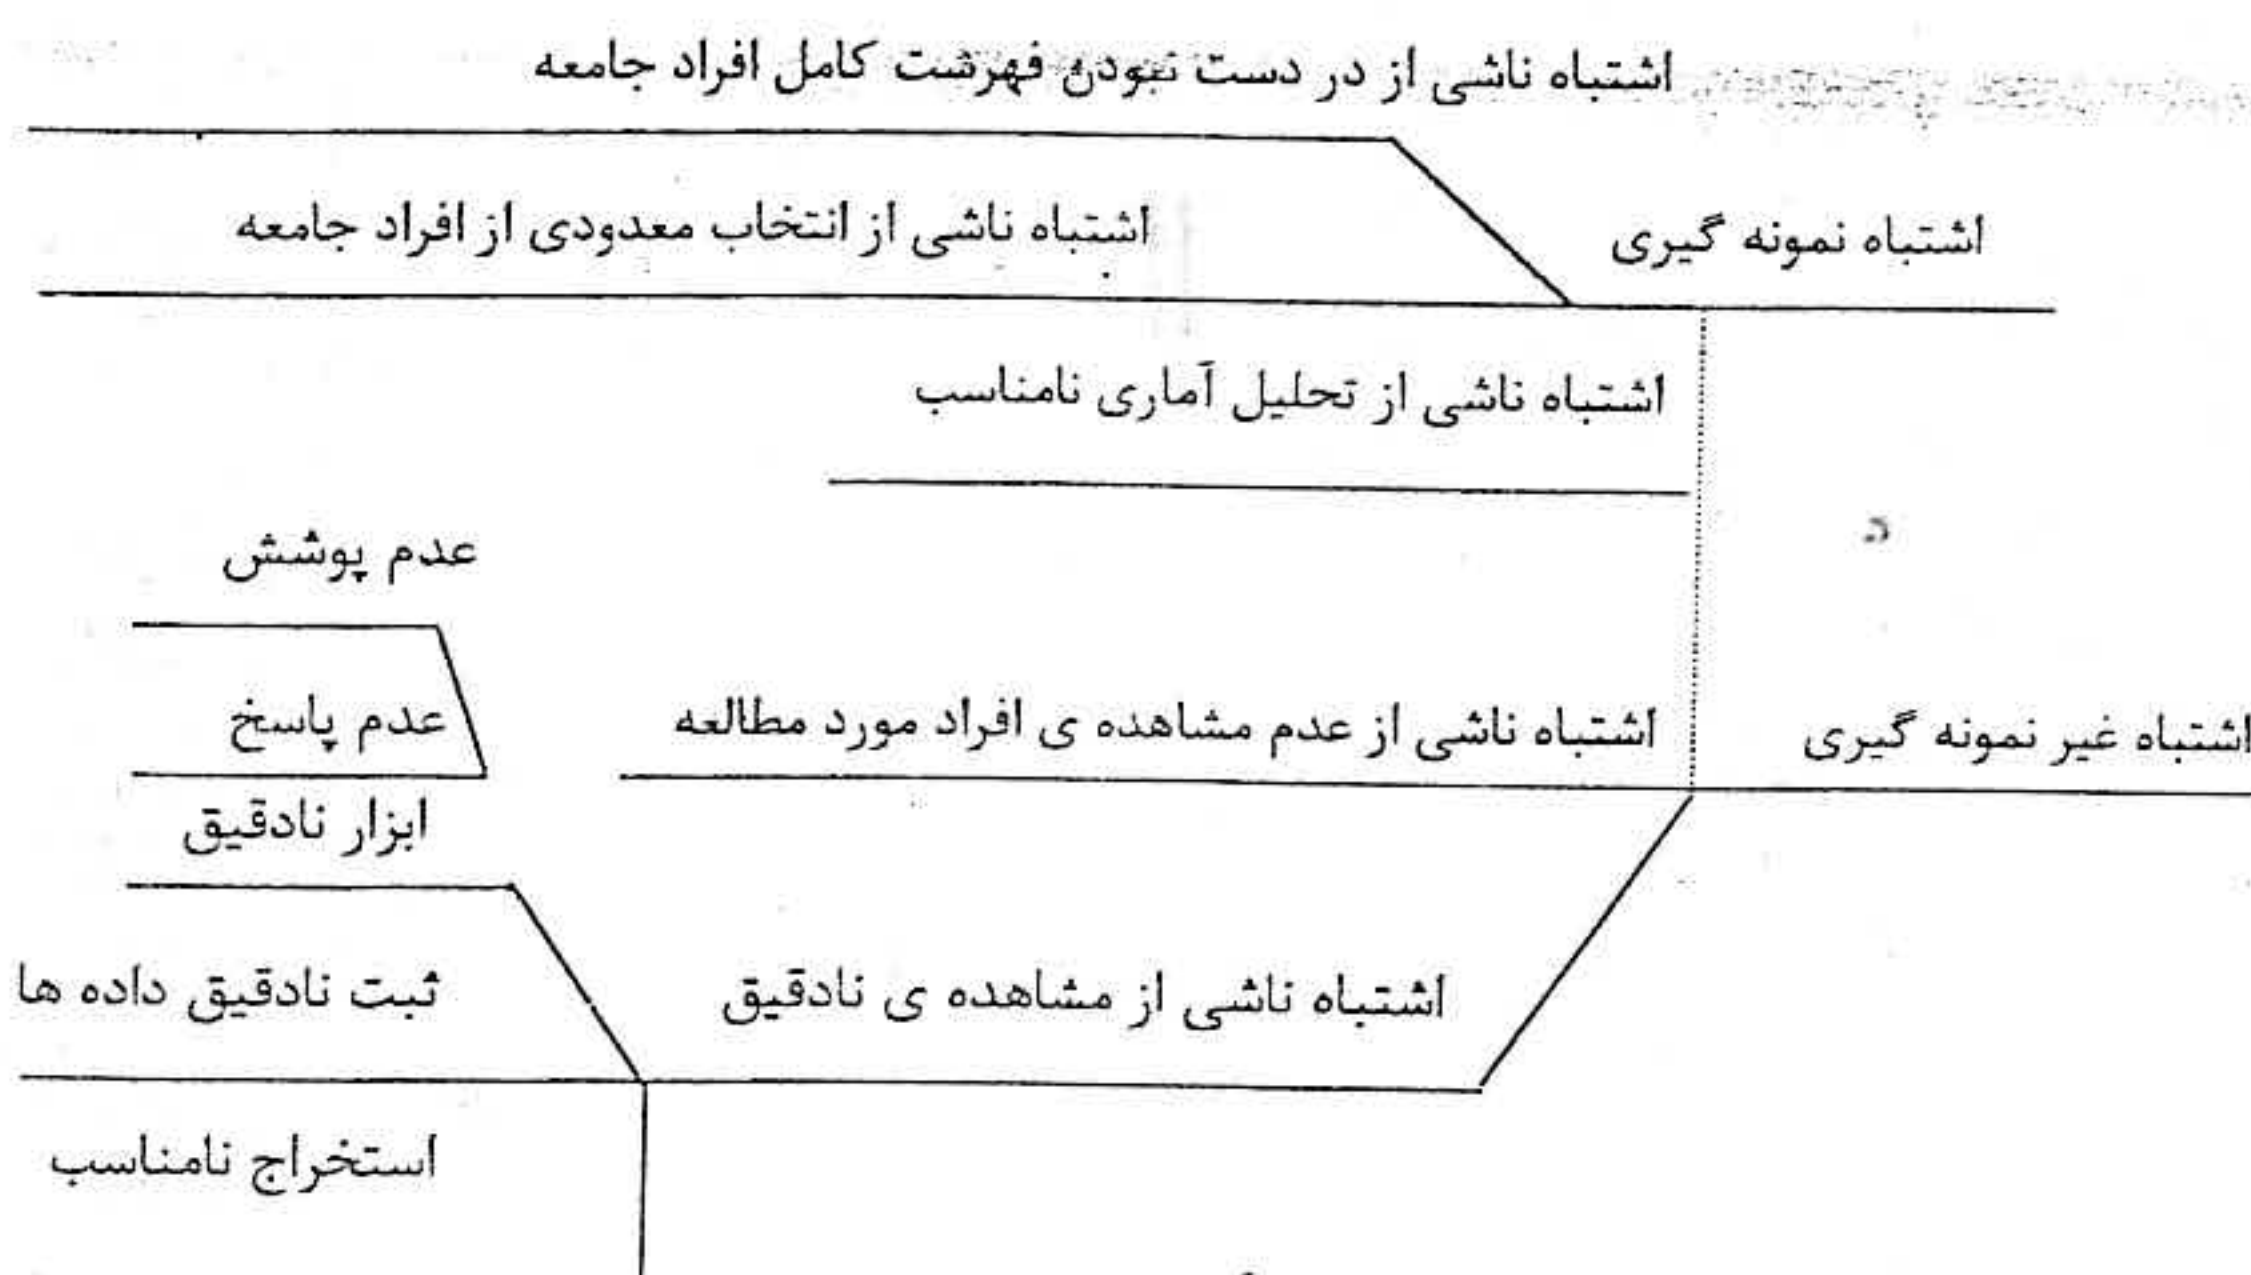 اشتباه ناشی از در دست نبودن فهرست کامل افراد جامعه
اشتباه نمونه گیری
اشتباه ناشی از انتخاب معدودی از افراد جامعه
اشتباه ناشی از تحلیل آماری نامناسب
عدم پوشش
اشتباه غیر نمونه گیری
اشتباه ناشی از عدم مشاهده ی افراد مورد مطالعه
عدم پاسخ
ابزار نادقیق
اشتباه ناشی از مشاهده ی نادقیق
ثبت نادقیق داده ها
استخراج نامناسب